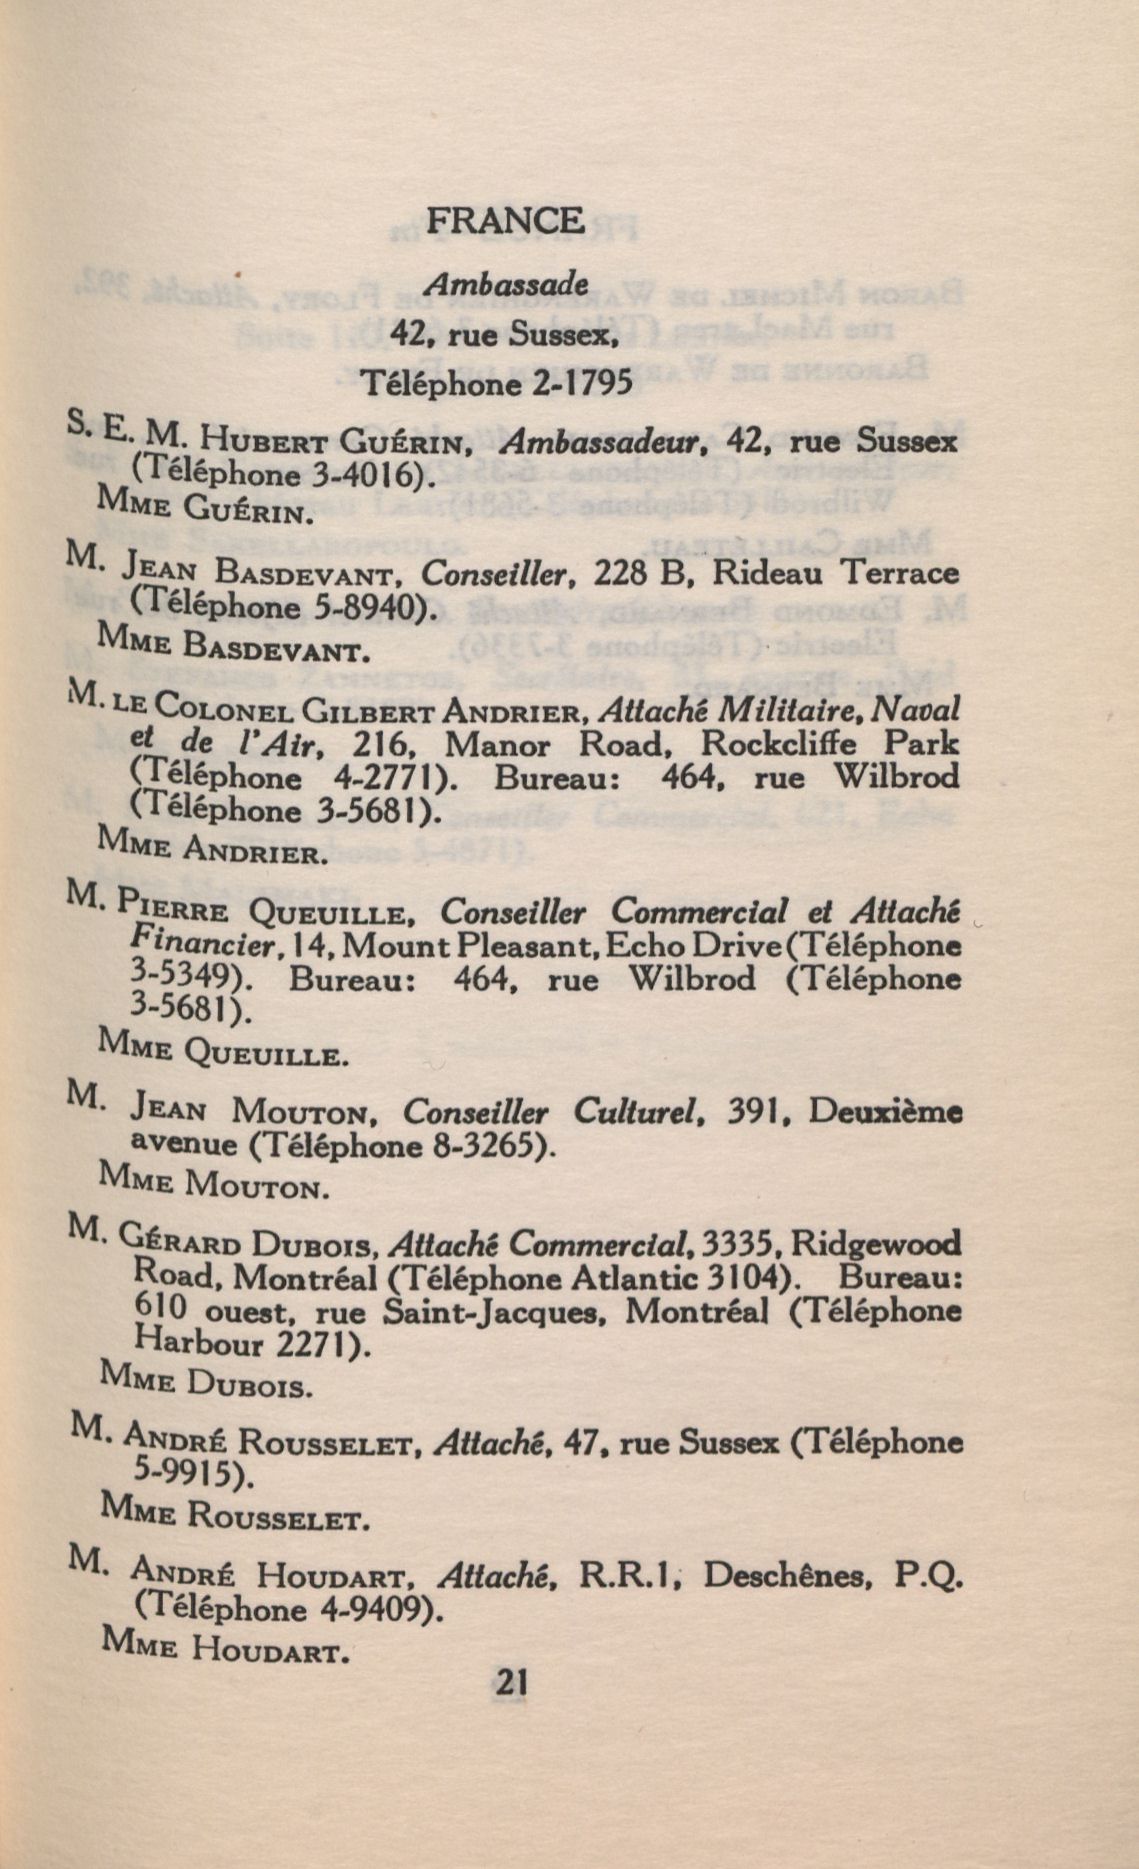 FRANCE
Ambassade
42, rue Sussex,
Téléphone 2-1795
S. E. M. HUBERT GUÉRIN, Ambassadeur, 42, rue Sussex
(Téléphone 3-4016).
MME GUÉRIN.
M. JEAN BASDEVANT, Conseiller, 228 B, Rideau Terrace
(Téléphone 5-8940).
MME BASDEVANT.
M. LE COLONEL GILBERT ANDRIER, Attaché Militaire, Naval
et de l'Air, 216, Manor Road, Rockcliffe Park
(Téléphone 4-2771). Bureau: 464, rue Wilbrod
(Téléphone 3-5681).
MME ANDRIER.
M. PIERRE QUEUILLE, Conseiller Commercial et Attaché
Financier, 14, Mount Pleasant, Echo Drive (Téléphone
3-5349). Bureau: 464, rue Wilbrod (Téléphone
3-5681).
MME QUEUILLE.
M. JEAN MOUTON, Conseiller Culturel, 391, Deuxième
avenue (Téléphone 8-3265).
MME MOUTON.
M. GÉRARD DUBOIS, Attaché Commercial, 3335, Ridgewood
Road, Montréal (Téléphone Atlantic 3104). Bureau:
610 ouest, rue Saint-Jacques, Montréal (Téléphone
Harbour 2271).
MME DUBOIS.
M. ANDRÉ ROUSSELET, Attaché, 47, rue Sussex (Téléphone
5-9915).
MME ROUSSELET.
M. ANDRÉ HOUDART, Attaché, R.R.1, Deschênes, P.Q.
(Téléphone 4-9409).
MME HOUDART.
21